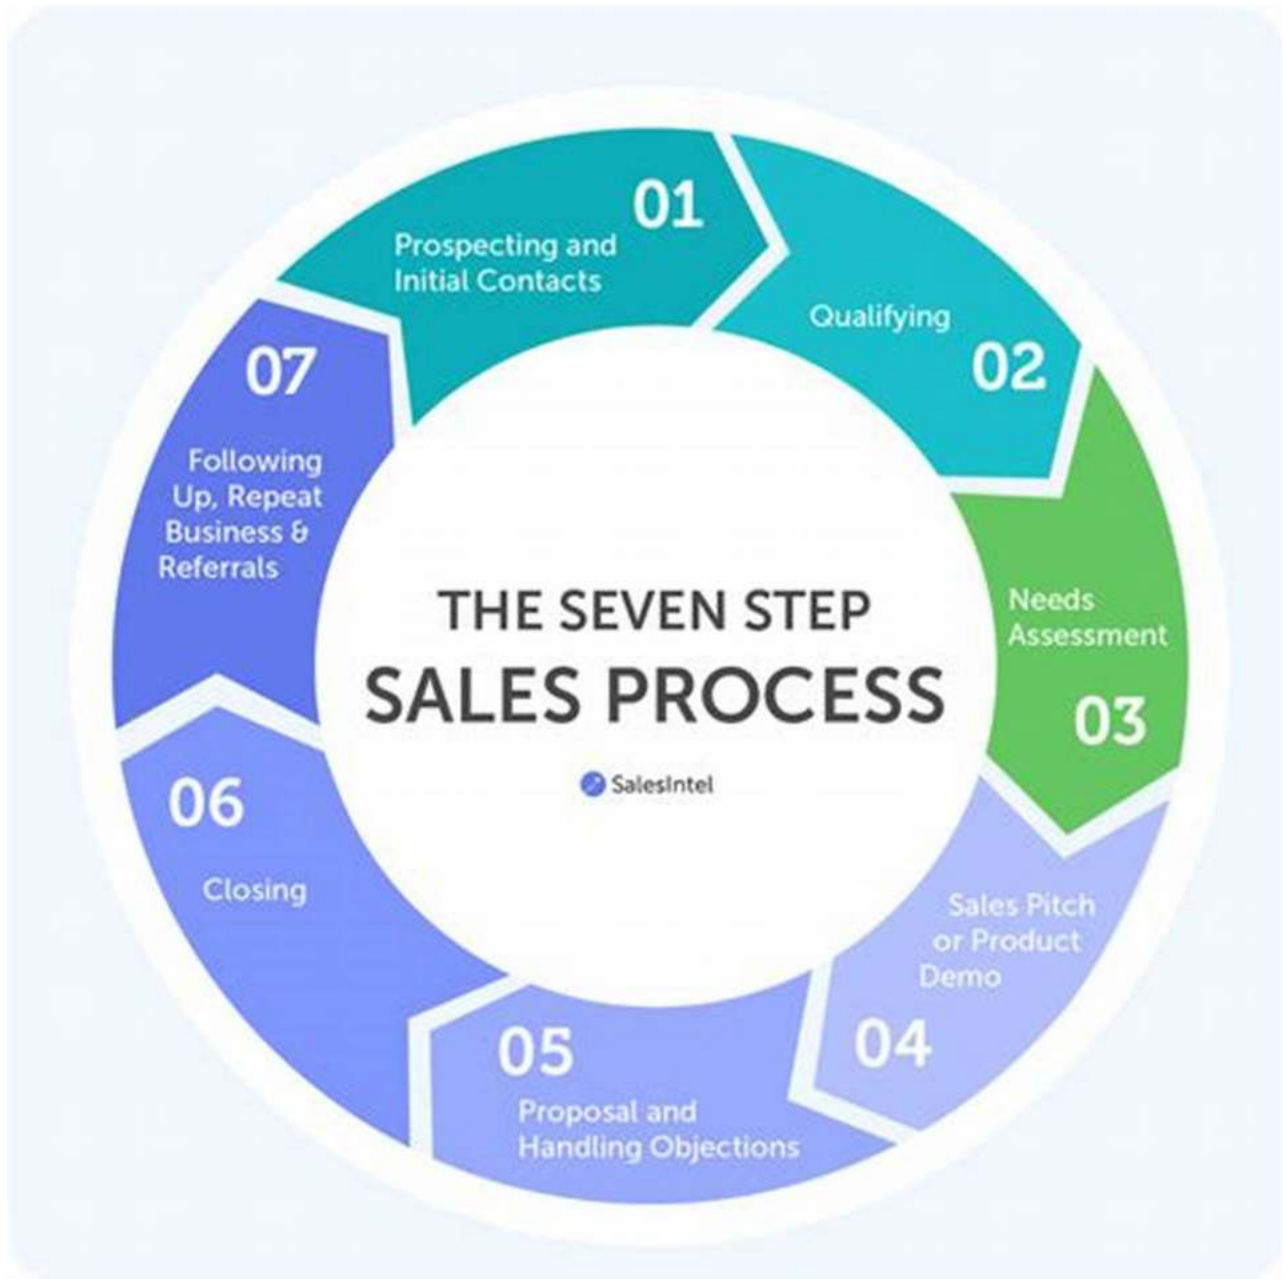 THE SEVEN STEP
SALES PROCESS
SalesIntel
01
Prospecting and
Initial Contacts
Qualifying
02
Needs
Assessment
03
Sales Pitch
or Product
Demo
04
05
Proposal and
Handling Objections
06
Closing
07
Following
Up, Repeat
Business &
Referrals